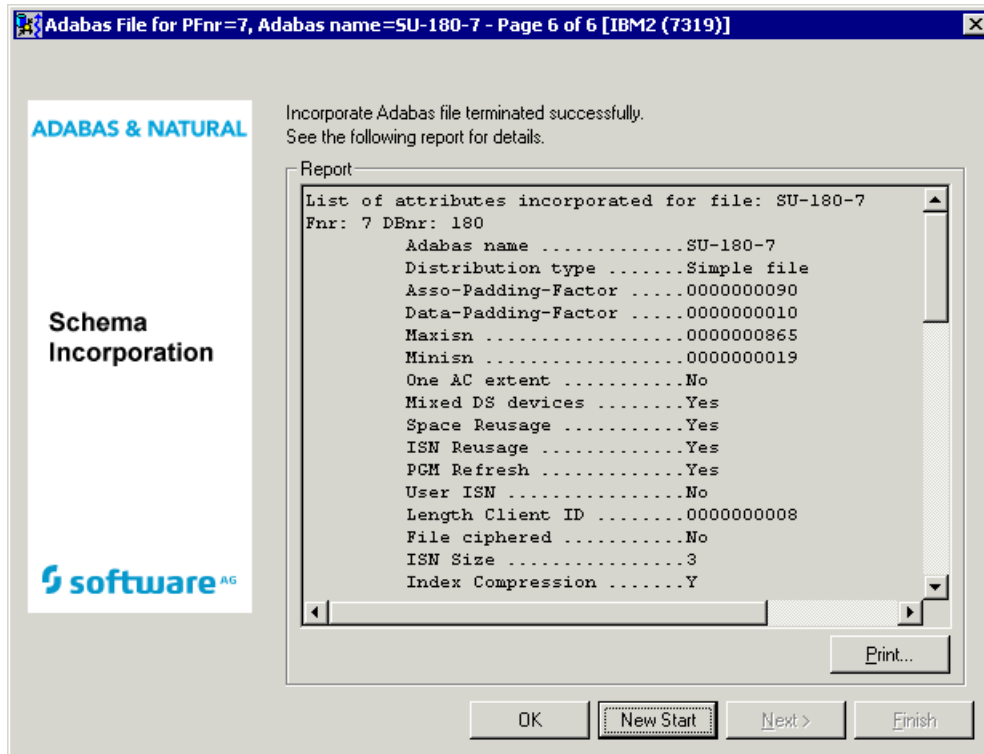 Adabas File for PFnr=7, Adabas name=SU-180-7 - Page 6 of 6 [IBM2 (7319)]
ADABAS & NATURAL
Schema
Incorporation
software AG
Incorporate Adabas file terminated successfully.
See the following report for details.
Report
List of attributes incorporated for file: SU-180-7
Fnr: 7 DBnr: 180
Adabas name .............SU-180-7
Distribution type .......Simple file
Asso-Padding-Factor .....0000000090
Data-Padding-Factor .....0000000010
Maxisn ..................0000000865
Minisn ..................0000000019
One AC extent ...........No
Mixed DS devices ........Yes
Space Reusage ...........Yes
ISN Reusage .............Yes
PGM Refresh .............Yes
User ISN ................No
Length Client ID ........0000000008
File ciphered ...........No
ISN Size ................3
Index Compression .......Y
Print...
OK
New Start
Next >
Finish